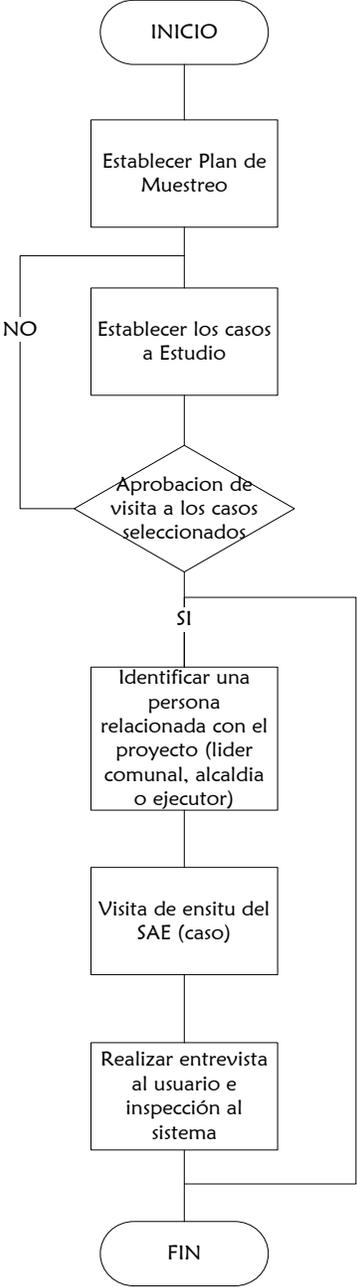 INICIO
Establecer Plan de
Muestreo
NO
Establecer los casos
a Estudio
Aprobacion de
visita a los casos
seleccionados
SI
Identificar una
persona
relacionada con el
proyecto (lider
comunal, alcaldia
o ejecutor)
Visita de ensitu del
SAE (caso)
Realizar entrevista
al usuario e
inspección al
sistema
FIN